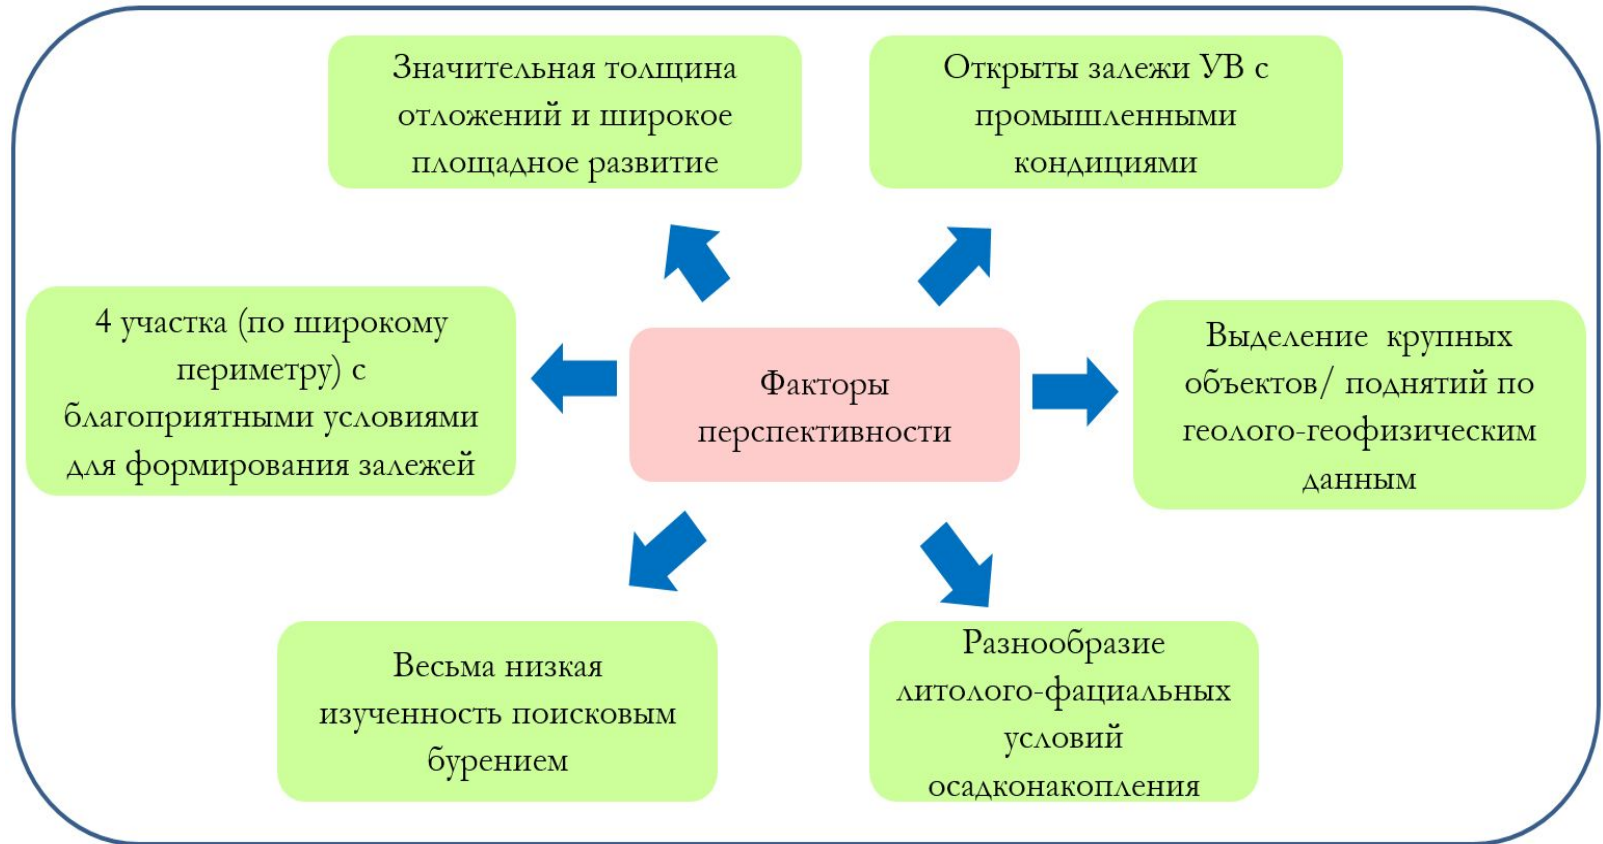 Значительная толщина
отложений и широкое
площадное развитие
Открыты залежи УВ с
промышленными
кондициями
4 участка (по широкому
периметру) с
благоприятными условиями
для формирования залежей
Факторы
перспективности
Выделение крупных
объектов/ поднятий по
геолого-геофизическим
данным
Весьма низкая
изученность поисковым
бурением
Разнообразие
литолого-фациальных
условий
осадконакопления